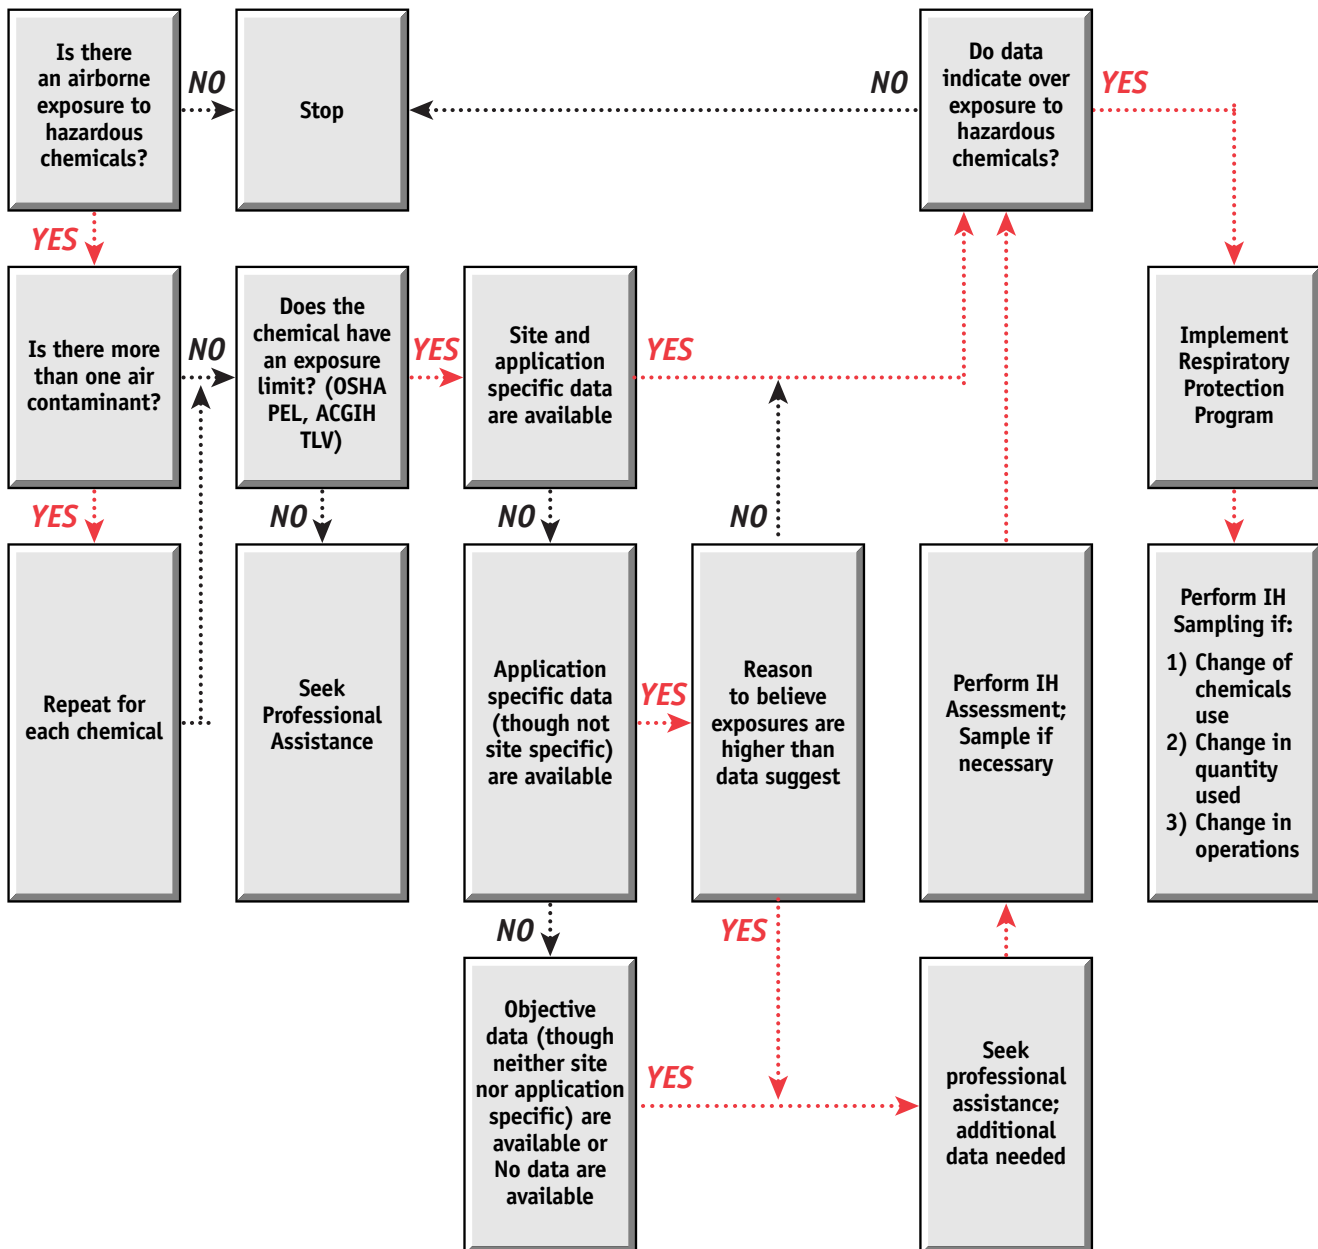 Is there
an airborne
exposure to
hazardous
chemicals?
NO
Stop
NO
Do data
indicate over
exposure to
hazardous
chemicals?
YES
YES
Is there more
than one air
contaminant?
NO
Does the
chemical have
an exposure
limit? (OSHA
PEL, ACGIH
TLV)
YES
Site and
application
specific data
are available
YES
Implement
Respiratory
Protection
Program
YES
NO
NO
NO
Repeat for
each chemical
Seek
Professional
Assistance
Application
specific data
(though not
site specific)
are available
YES
Reason
to believe
exposures are
higher than
data suggest
Perform IH
Assessment;
Sample if
necessary
Perform IH
Sampling if:
1) Change of
chemicals
use
2) Change in
quantity
used
3) Change in
operations
NO
YES
Objective
data (though
neither site
nor application
specific) are
available or
No data are
available
YES
Seek
professional
assistance;
additional
data needed